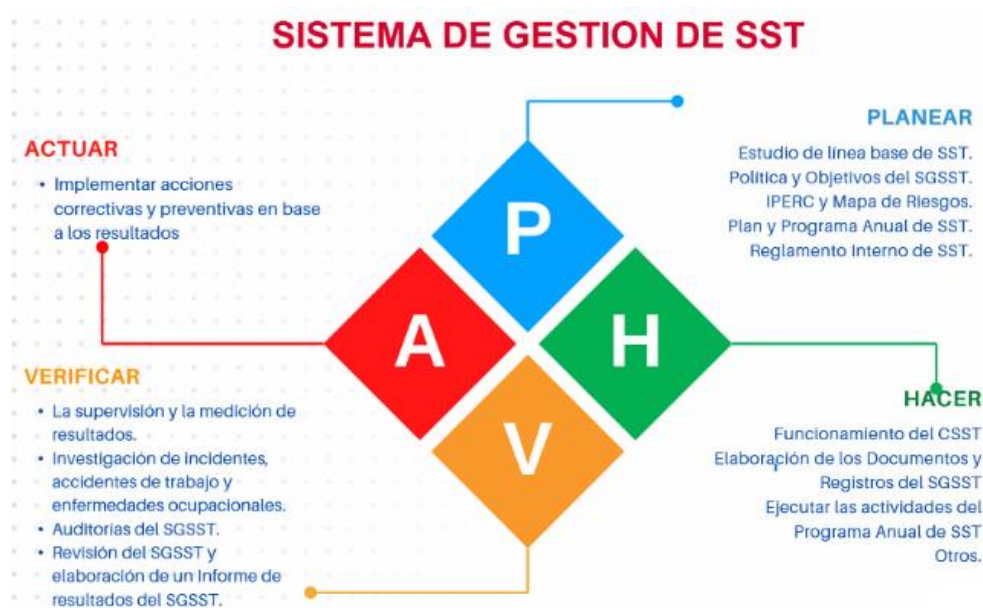 SISTEMA DE GESTION DE SST
PLANEAR
Estudio de línea base de SST.
Política y Objetivos del SGSST.
IPERC y Mapa de Riesgos.
Plan y Programa Anual de SST.
Reglamento Interno de SST.
ACTUAR
• Implementar acciones
correctivas y preventivas en base
a los resultados
P
A
H
V
VERIFICAR
• La supervisión y la medición de
resultados.
• Investigación de incidentes,
accidentes de trabajo y
enfermedades ocupacionales.
• Auditorías del SGSST.
• Revisión del SGSST y
elaboración de un Informe de
resultados del SGSST.
HACER
Funcionamiento del CSST
Elaboración de los Documentos y
Registros del SGSST
Ejecutar las actividades del
Programa Anual de SST
Otros.